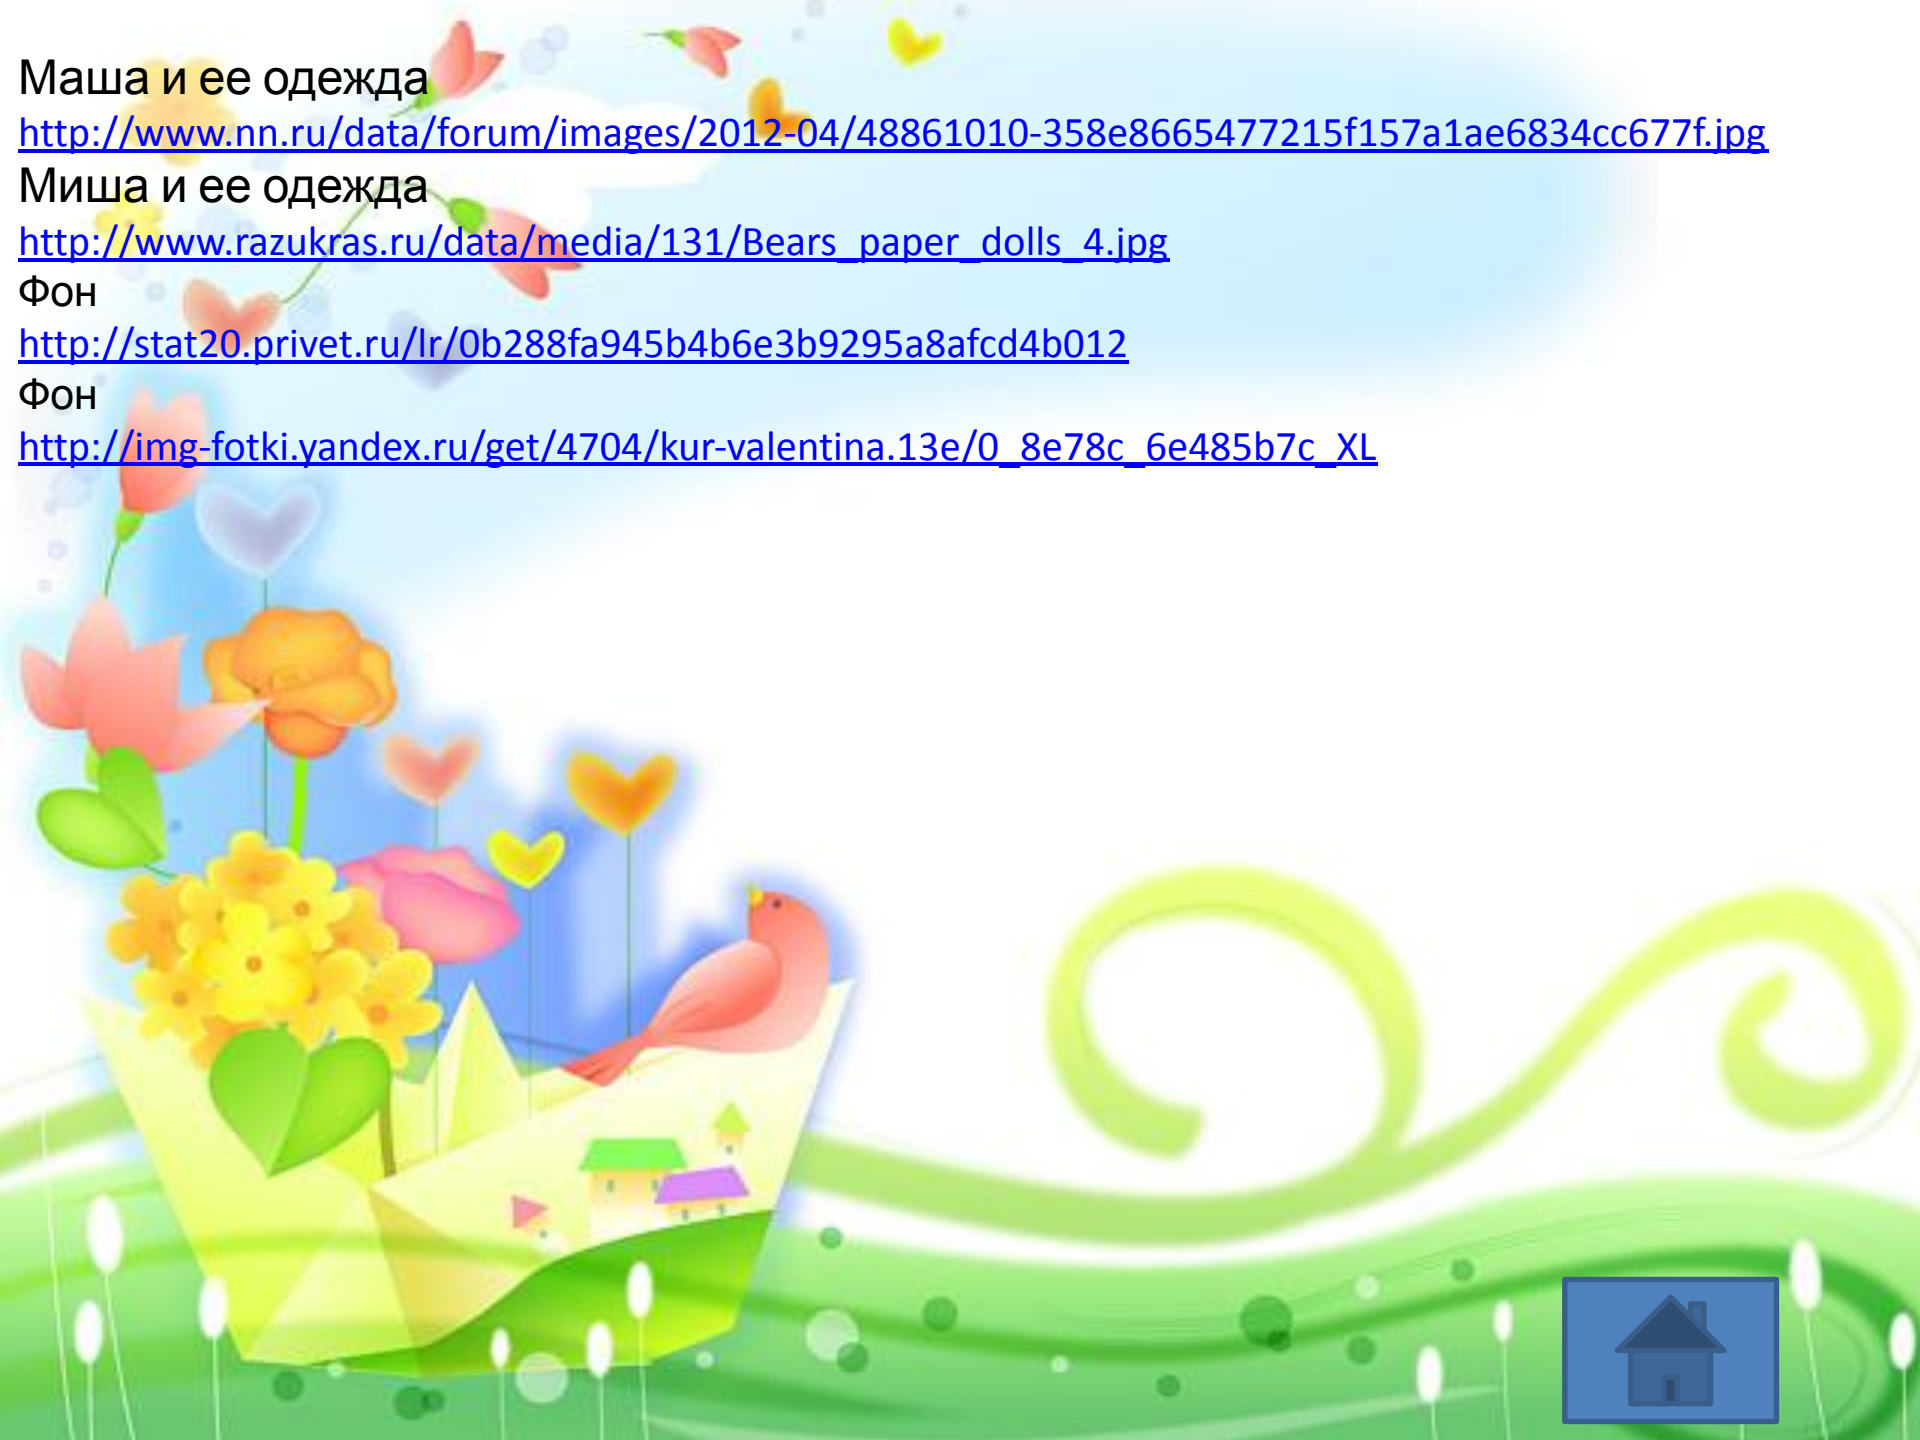 Маша и ее одежда
http://www.nn.ru/data/forum/images/2012-04/48861010-358e8665477215f157a1ae6834cc677f.jpg
Миша и ее одежда
http://www.razukras.ru/data/media/131/Bears_paper_dolls_4.jpg
Фон
http://stat20.privet.ru/lr/0b288fa945b4b6e3b9295a8afcd4b012
Фон
http://img-fotki.yandex.ru/get/4704/kur-valentina.13e/0_8e78c_6e485b7c_XL